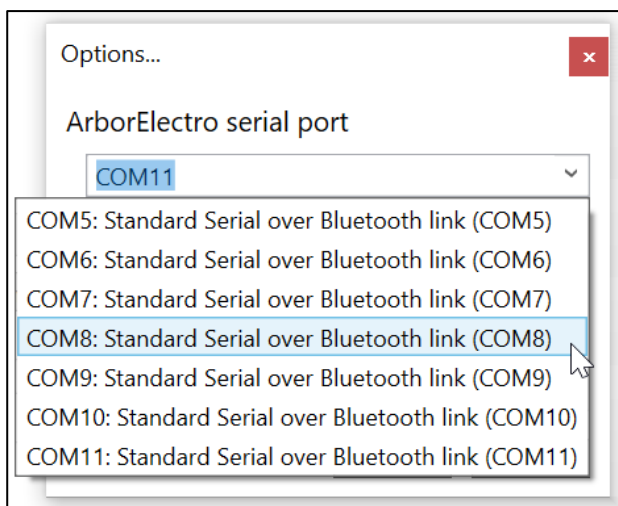 Options...
x
ArborElectro serial port
COM11
COM5: Standard Serial over Bluetooth link (COM5)
COM6: Standard Serial over Bluetooth link (COM6)
COM7: Standard Serial over Bluetooth link (COM7)
COM8: Standard Serial over Bluetooth link (COM8)
COM9: Standard Serial over Bluetooth link (COM9)
COM10: Standard Serial over Bluetooth link (COM10)
COM11: Standard Serial over Bluetooth link (COM11)